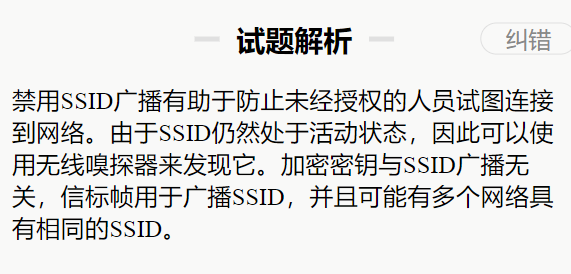 试题解析
纠错
禁用SSID广播有助于防止未经授权的人员试图连接
到网络。由于SSID仍然处于活动状态，因此可以使
用无线嗅探器来发现它。加密密钥与SSID广播无
关，信标帧用于广播SSID，并且可能有多个网络具
有相同的SSID。